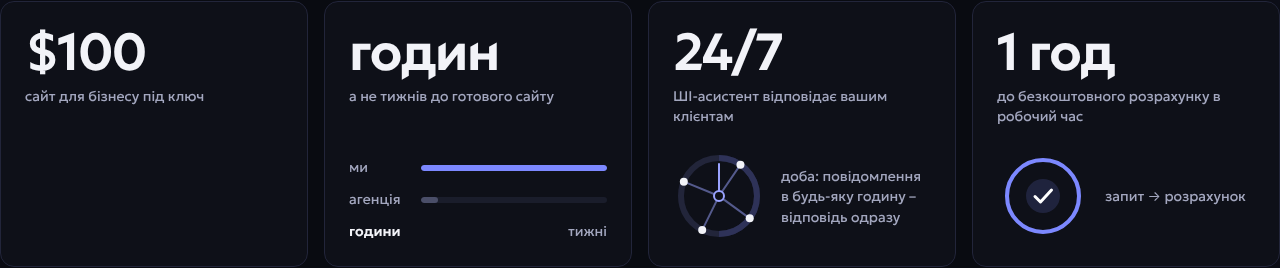 $100
сайт для бізнесу під ключ
годин
а не тижнів до готового сайту
ми
агенція
години
тижні
24/7
ШІ-асистент відповідає вашим
клієнтам
доба: повідомлення
в будь-яку годину –
відповідь одразу
1 год
до безкоштовного розрахунку в
робочий час
запит → розрахунок